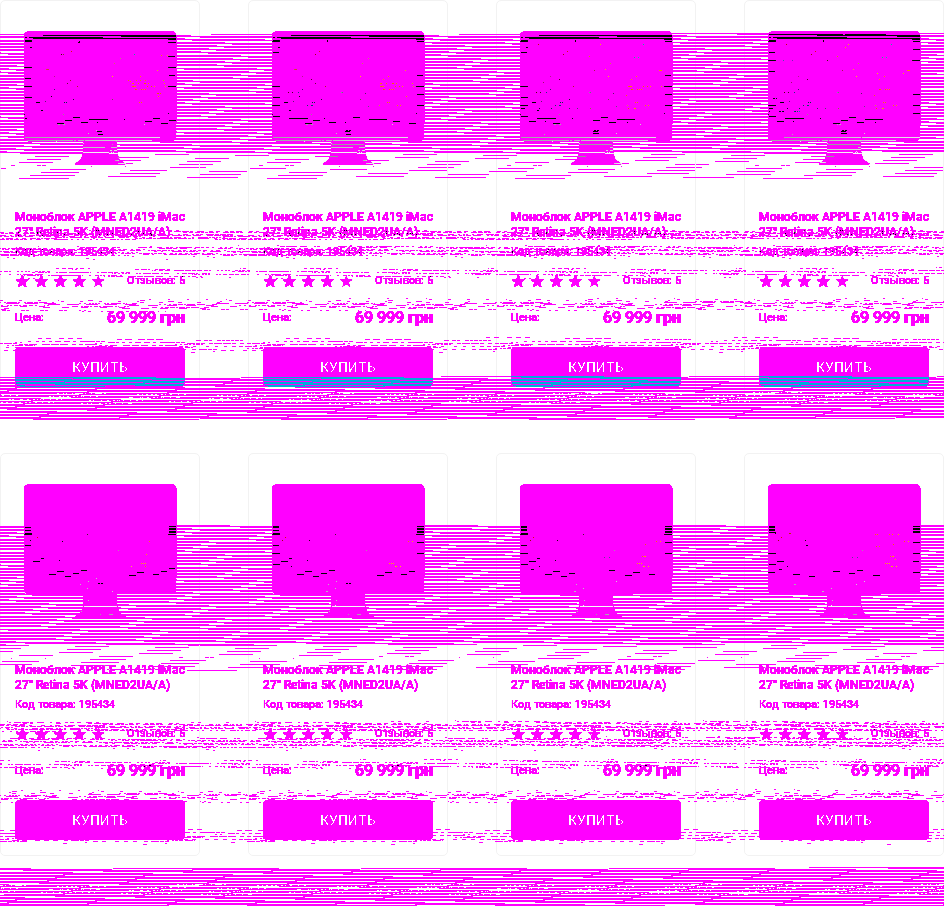 Моноблок APPLE A1419 iMac Моноблок APPLE A1419 iMac Моноблок APPLE A1419 iMac Моноблок APPLE A1419 iMac
27" Retina 5K (MNED2UA/A) 27" Retina 5K (MNED2UA/A) 27" Retina 5K (MNED2UA/A) 27" Retina 5K (MNED2UA/A)
Код товара: 195434 Код товара: 195434 Код товара: 195434 Код товара: 195434
Отзывов: 5 Отзывов: 5 Отзывов: 5 Отзывов: 5
Цена: 69 999 грн Цена: 69 999 грн Цена: 69 999 грн Цена: 69 999 грн
КУПИТЬ КУПИТЬ КУПИТЬ КУПИТЬ
Моноблок APPLE A1419 iMac Моноблок APPLE A1419 iMac Моноблок APPLE A1419 iMac Моноблок APPLE A1419 iMac
27" Retina 5K (MNED2UA/A) 27" Retina 5K (MNED2UA/A) 27" Retina 5K (MNED2UA/A) 27" Retina 5K (MNED2UA/A)
Код товара: 195434 Код товара: 195434 Код товара: 195434 Код товара: 195434
Отзывов: 5 Отзывов: 5 Отзывов: 5 Отзывов: 5
Цена: 69 999 грн Цена: 69 999 грн Цена: 69 999 грн Цена: 69 999 грн
КУПИТЬ КУПИТЬ КУПИТЬ КУПИТЬ